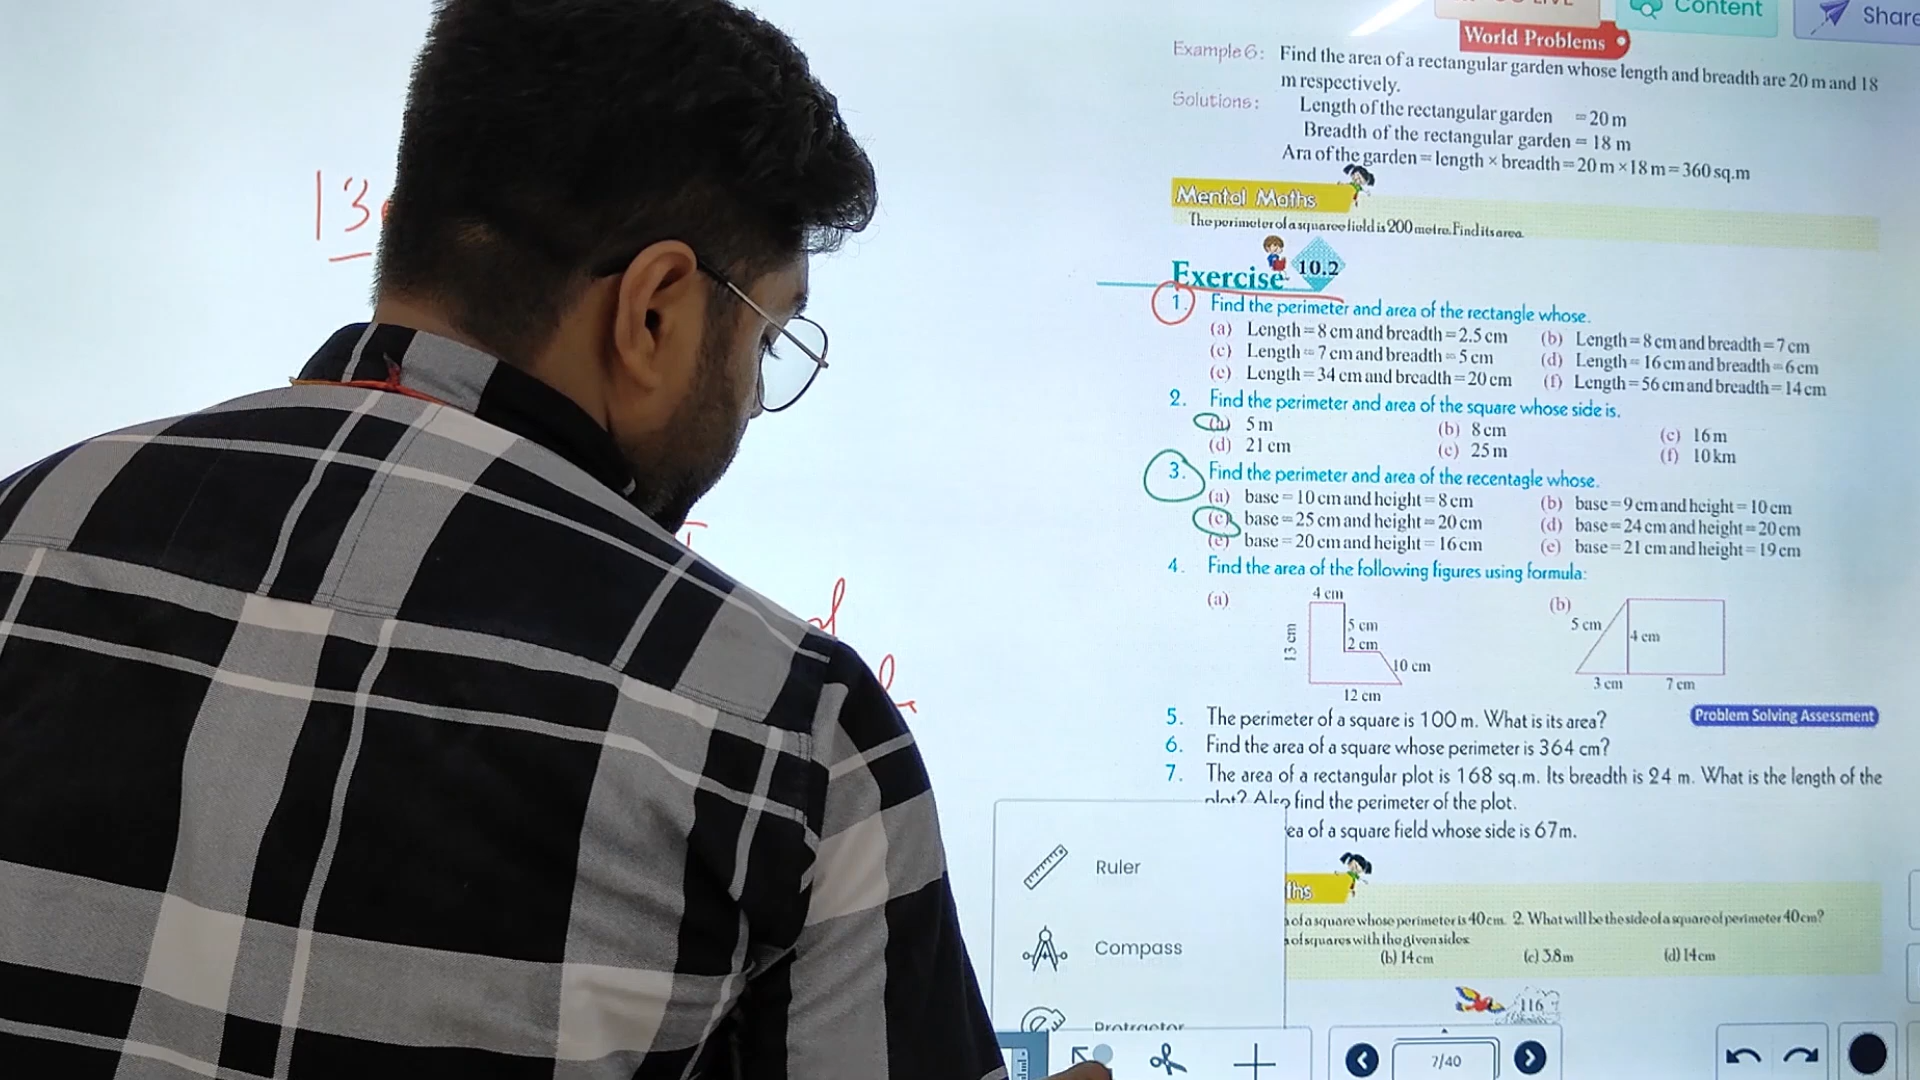 Content
Share
World Problems
Example 6: Find the area of a rectangular garden whose length and breadth are 20 m and 18
m respectively.
Solutions: Length of the rectangular garden = 20 m
Breadth of the rectangular garden = 18 m
Ara of the garden = length × breadth = 20 m × 18 m = 360 sq.m
Mental Maths
The perimeter of a squaree field is 200 metre. Find its area.
Exercise 10.2
1. Find the perimeter and area of the rectangle whose.
(a) Length = 8 cm and breadth = 2.5 cm (b) Length = 8 cm and breadth = 7 cm
(c) Length = 7 cm and breadth = 5 cm (d) Length = 16 cm and breadth = 6 cm
(e) Length = 34 cm and breadth = 20 cm (f) Length = 56 cm and breadth = 14 cm
2. Find the perimeter and area of the square whose side is.
(a) 5 m (b) 8 cm (c) 16 m
(d) 21 cm (e) 25 m (f) 10 km
3. Find the perimeter and area of the recentagle whose.
(a) base = 10 cm and height = 8 cm (b) base = 9 cm and height = 10 cm
(c) base = 25 cm and height = 20 cm (d) base = 24 cm and height = 20 cm
(e) base = 20 cm and height = 16 cm (e) base = 21 cm and height = 19 cm
4. Find the area of the following figures using formula:
(a) 4 cm 13 cm 5 cm 2 cm 10 cm 12 cm
(b) 5 cm 4 cm 3 cm 7 cm
Problem Solving Assessment
5. The perimeter of a square is 100 m. What is its area?
6. Find the area of a square whose perimeter is 364 cm?
7. The area of a rectangular plot is 168 sq.m. Its breadth is 24 m. What is the length of the
plot? Also find the perimeter of the plot.
ea of a square field whose side is 67m.
ths
of a square whose perimeter is 40 cm. 2. What will be the side of a square of perimeter 40 cm?
of squares with the given sides
(b) 14 cm (c) 3.8 m (d) 14 cm
116
Ruler
Compass
Protractor
7/40
13